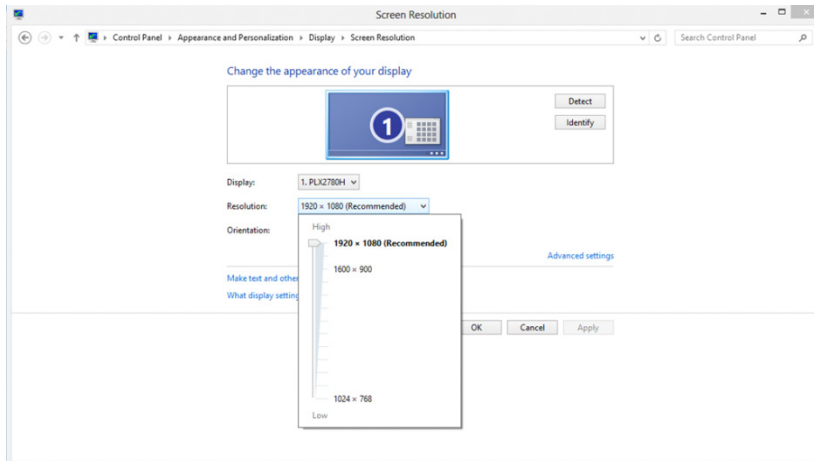 Screen Resolution
Control Panel › Appearance and Personalization › Display › Screen Resolution
Search Control Panel
Change the appearance of your display
1
Detect
Identify
Display: 1. PLX2780H
Resolution: 1920 × 1080 (Recommended)
Orientation:
High
1920 × 1080 (Recommended)
1600 × 900
1024 × 768
Low
Advanced settings
Make text and other
What display setting
OK Cancel Apply